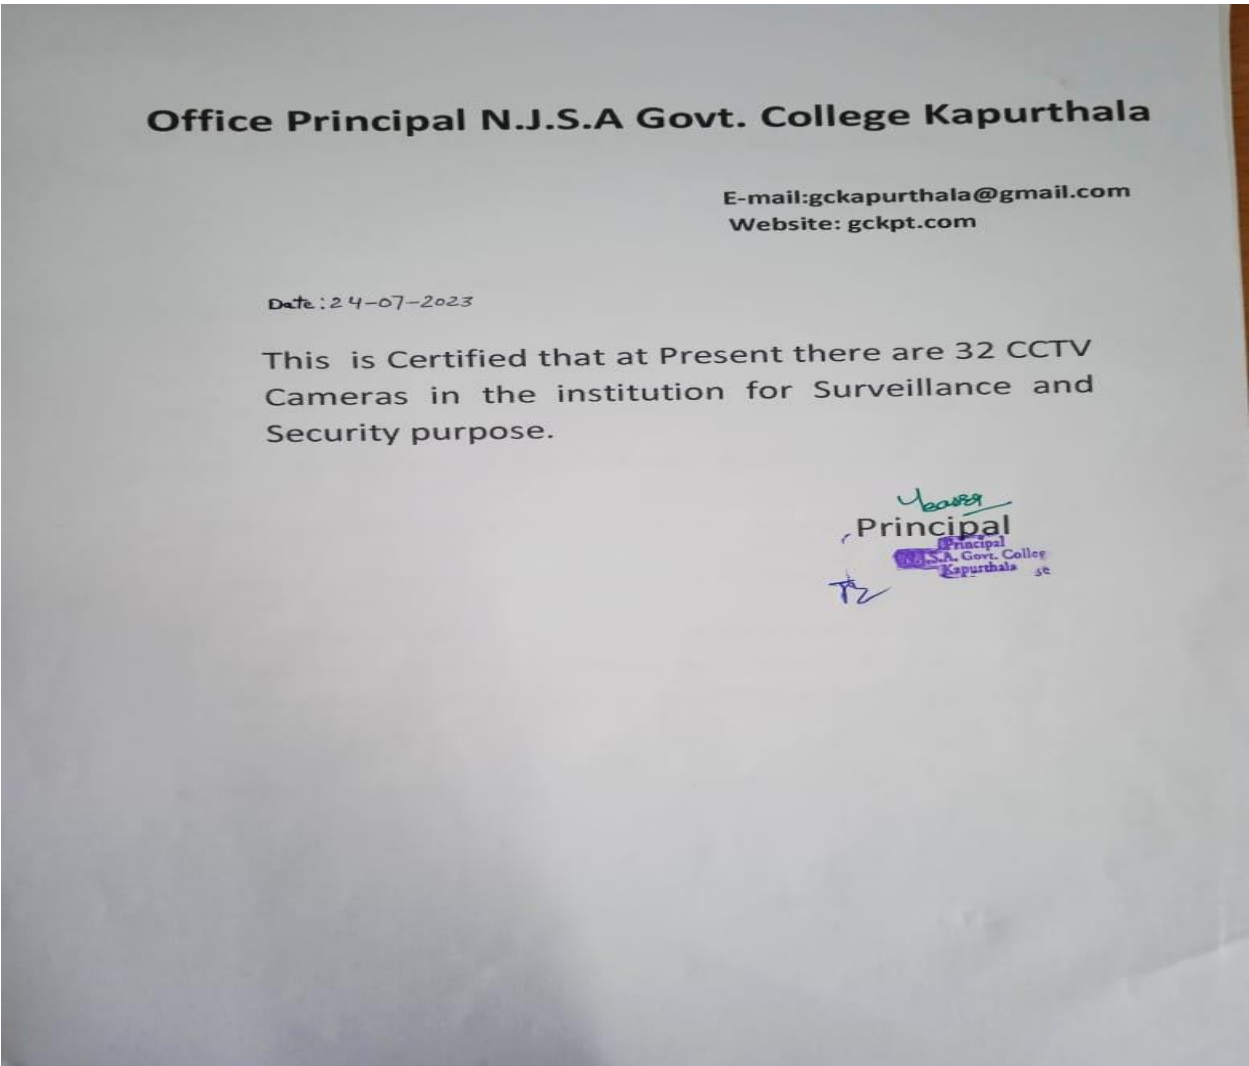 Office Principal N.J.S.A Govt. College Kapurthala
E-mail:gckapurthala@gmail.com
Website: gckpt.com
Date: 24-07-2023
This is Certified that at Present there are 32 CCTV
Cameras in the institution for Surveillance and
Security purpose.
Principal
Principal
S.A. Govt. Colleg
Kapurthala se